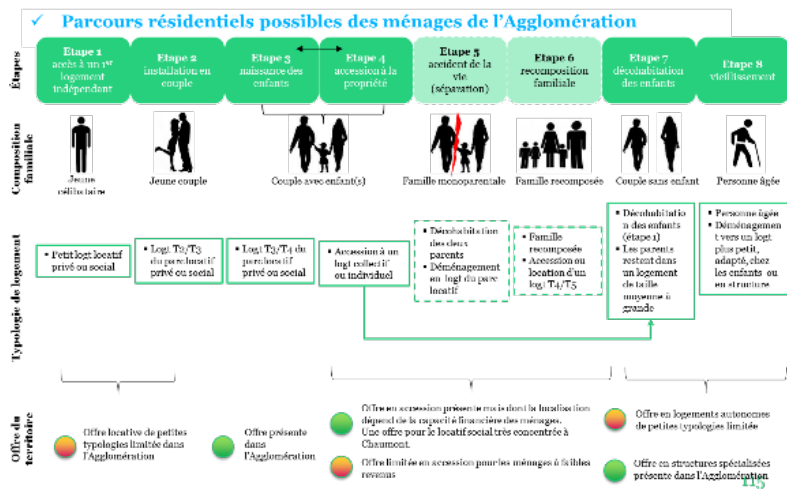 ✓ Parcours résidentiels possibles des ménages de l'Agglomération
Étapes
Etape 1
accès à un 1er
logement
indépendant
Etape 2
installation en
couple
Etape 3
naissance des
enfants
Etape 4
accession à la
propriété
Etape 5
accident de la
vie
(séparation)
Etape 6
recomposition
familiale
Etape 7
décohabitation
des enfants
Etape 8
vieillissement
Composition
familiale
Jeune
célibataire
Jeune couple
Couple avec enfant(s)
Famille monoparentale
Famille recomposée
Couple sans enfant
Personne âgée
Typologie de logement
▪ Petit logt locatif
privé ou social
▪ Logt T2/T3
du parc locatif
privé ou social
▪ Logt T3/T4 du
parc locatif
privé ou social
▪ Accession à un
logt collectif
ou individuel
▪ Décohabitation
des deux
parents
▪ Déménagement
en logt du parc
locatif
▪ Famille
recomposée
▪ Accession ou
location d'un
logt T4/T5
▪ Décohabitatio
n des enfants
(étape 1)
▪ Les parents
restent dans
un logement
de taille
moyenne à
grande
▪ Personne âgée
▪ Déménagemen
t vers un logt
plus petit,
adapté, chez
les enfants ou
en structure
Offre du
territoire
Offre locative de petites
typologies limitée dans
l'Agglomération
Offre présente
dans
l'Agglomération
Offre en accession présente mais dont la localisation
dépend de la capacité financière des ménages.
Une offre pour le locatif social très concentrée à
Chaumont.
Offre limitée en accession pour les ménages à faibles
revenus
Offre en logements autonomes
de petites typologies limitée
Offre en structures spécialisées
présente dans l'Agglomération
115